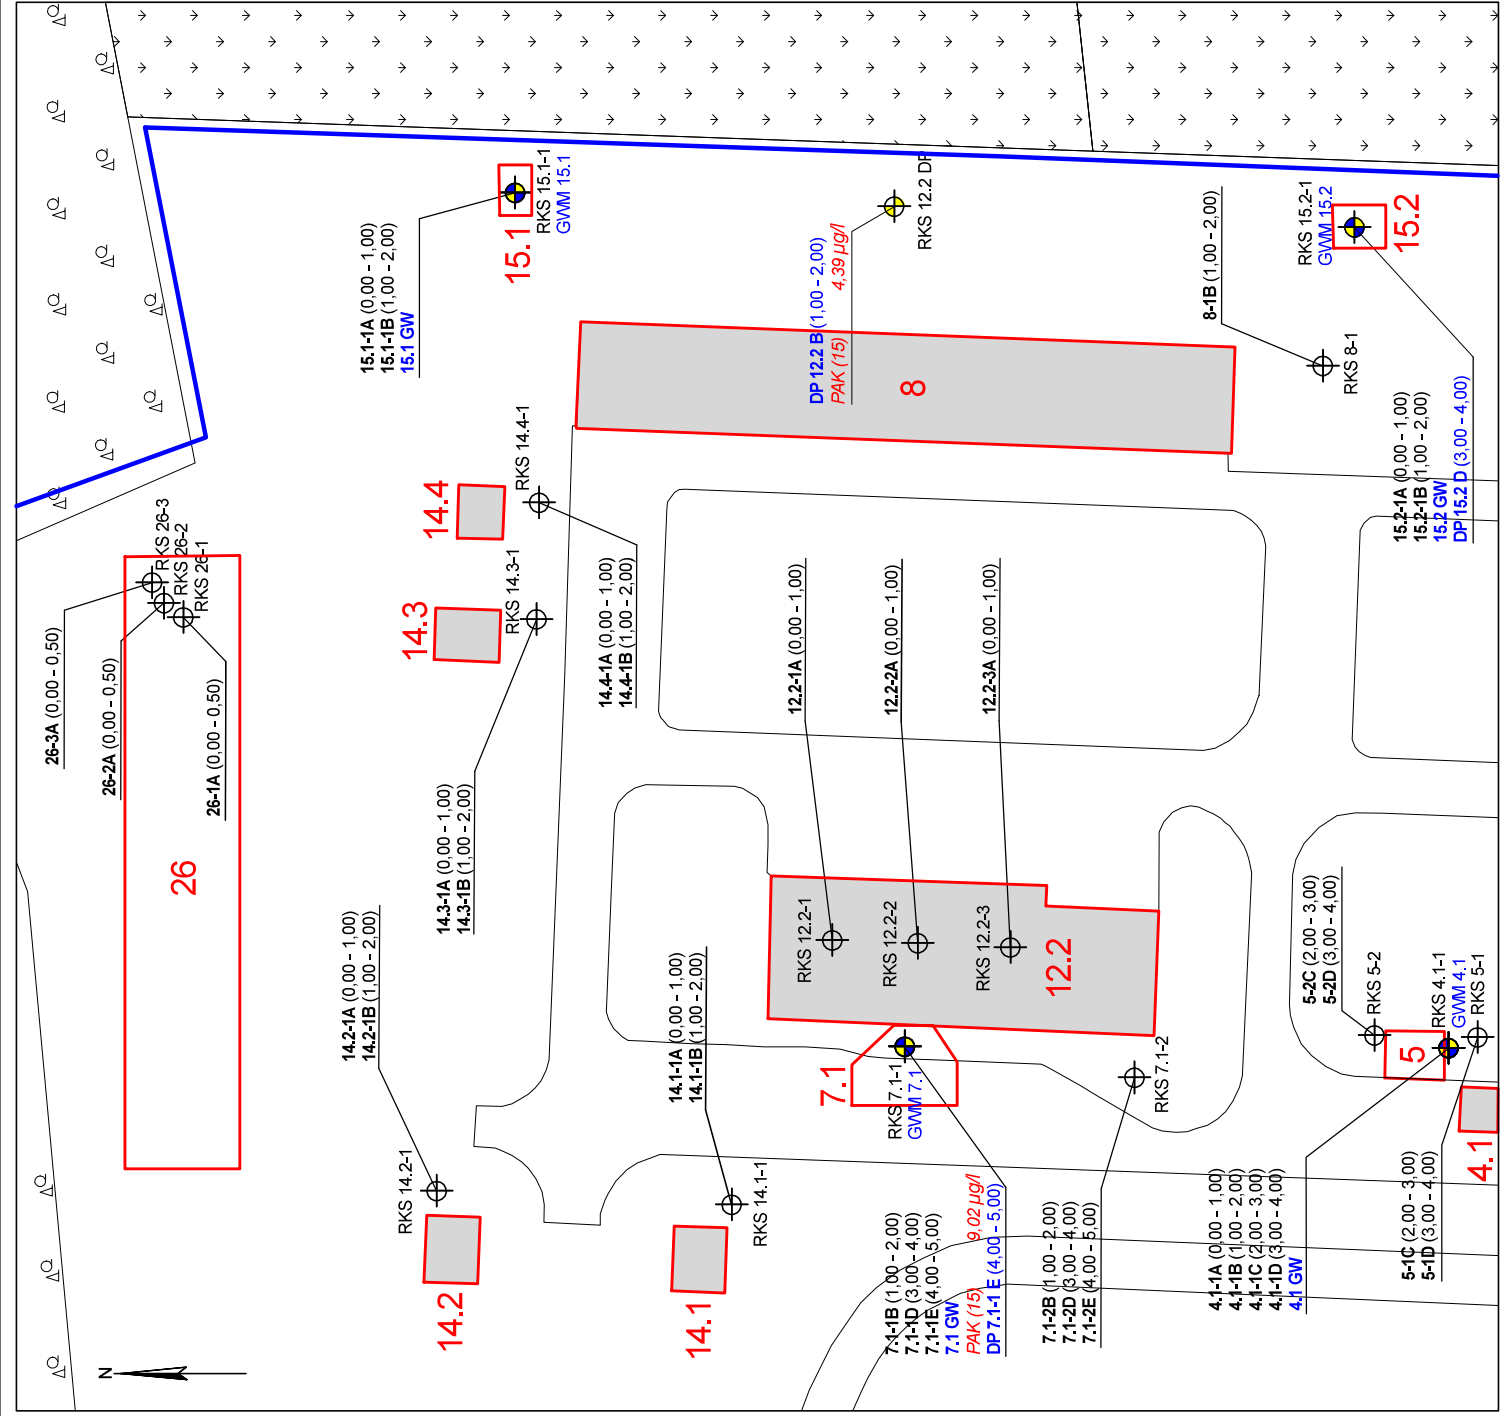 26-3A (0,00 - 0,50)
26-2A (0,00 - 0,50)
26-1A (0,00 - 0,50)
RKS 26-3
RKS 26-2
RKS 26-1
26
N
15.1-1A (0,00 - 1,00)
15.1-1B (1,00 - 2,00)
15.1 GW
15.1
RKS 15.1-1
GWM 15.1
DP 12.2 B (1,00 - 2,00)
PAK (15) 4,39 µg/l
RKS 12.2 DP
8
8-1B (1,00 - 2,00)
RKS 8-1
RKS 15.2-1
GWM 15.2
15.2
15.2-1A (0,00 - 1,00)
15.2-1B (1,00 - 2,00)
15.2 GW
DP 15.2 D (3,00 - 4,00)
14.4
RKS 14.4-1
14.4-1A (0,00 - 1,00)
14.4-1B (1,00 - 2,00)
14.3
RKS 14.3-1
14.3-1A (0,00 - 1,00)
14.3-1B (1,00 - 2,00)
14.2-1A (0,00 - 1,00)
14.2-1B (1,00 - 2,00)
RKS 14.2-1
14.2
14.1-1A (0,00 - 1,00)
14.1-1B (1,00 - 2,00)
RKS 14.1-1
14.1
12.2-1A (0,00 - 1,00)
12.2-2A (0,00 - 1,00)
12.2-3A (0,00 - 1,00)
RKS 12.2-1
RKS 12.2-2
RKS 12.2-3
12.2
7.1
RKS 7.1-1
GWM 7.1
RKS 7.1-2
7.1-1B (1,00 - 2,00)
7.1-1D (3,00 - 4,00)
7.1-1E (4,00 - 5,00)
7.1 GW
PAK (15) 9,02 µg/l
DP 7.1-1 E (4,00 - 5,00)
7.1-2B (1,00 - 2,00)
7.1-2D (3,00 - 4,00)
7.1-2E (4,00 - 5,00)
5-2C (2,00 - 3,00)
5-2D (3,00 - 4,00)
RKS 5-2
5
RKS 4.1-1
GWM 4.1
RKS 5-1
4.1
4.1-1A (0,00 - 1,00)
4.1-1B (1,00 - 2,00)
4.1-1C (2,00 - 3,00)
4.1-1D (3,00 - 4,00)
4.1 GW
5-1C (2,00 - 3,00)
5-1D (3,00 - 4,00)